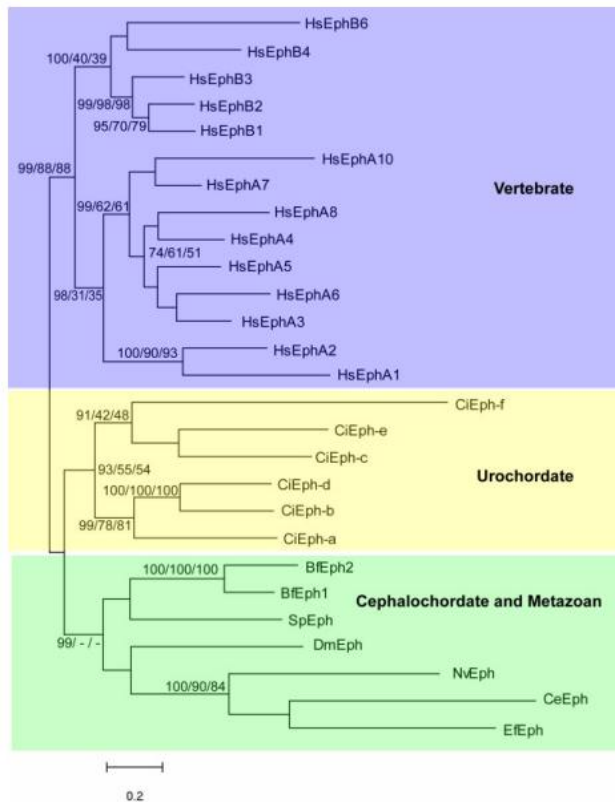 HsEphB6
HsEphB4
100/40/39
HsEphB3
99/98/98
HsEphB2
95/70/79
HsEphB1
HsEphA10
99/88/88
HsEphA7
Vertebrate
99/62/61
HsEphA8
HsEphA4
74/61/51
HsEphA5
HsEphA6
98/31/35
HsEphA3
HsEphA2
100/90/93
HsEphA1
CiEph-f
91/42/48
CiEph-e
CiEph-c
93/55/54
Urochordate
CiEph-d
100/100/100
CiEph-b
99/78/81
CiEph-a
BfEph2
100/100/100
BfEph1
Cephalochordate and Metazoan
SpEph
99/ - / -
DmEph
NvEph
100/90/84
CeEph
EfEph
0.2